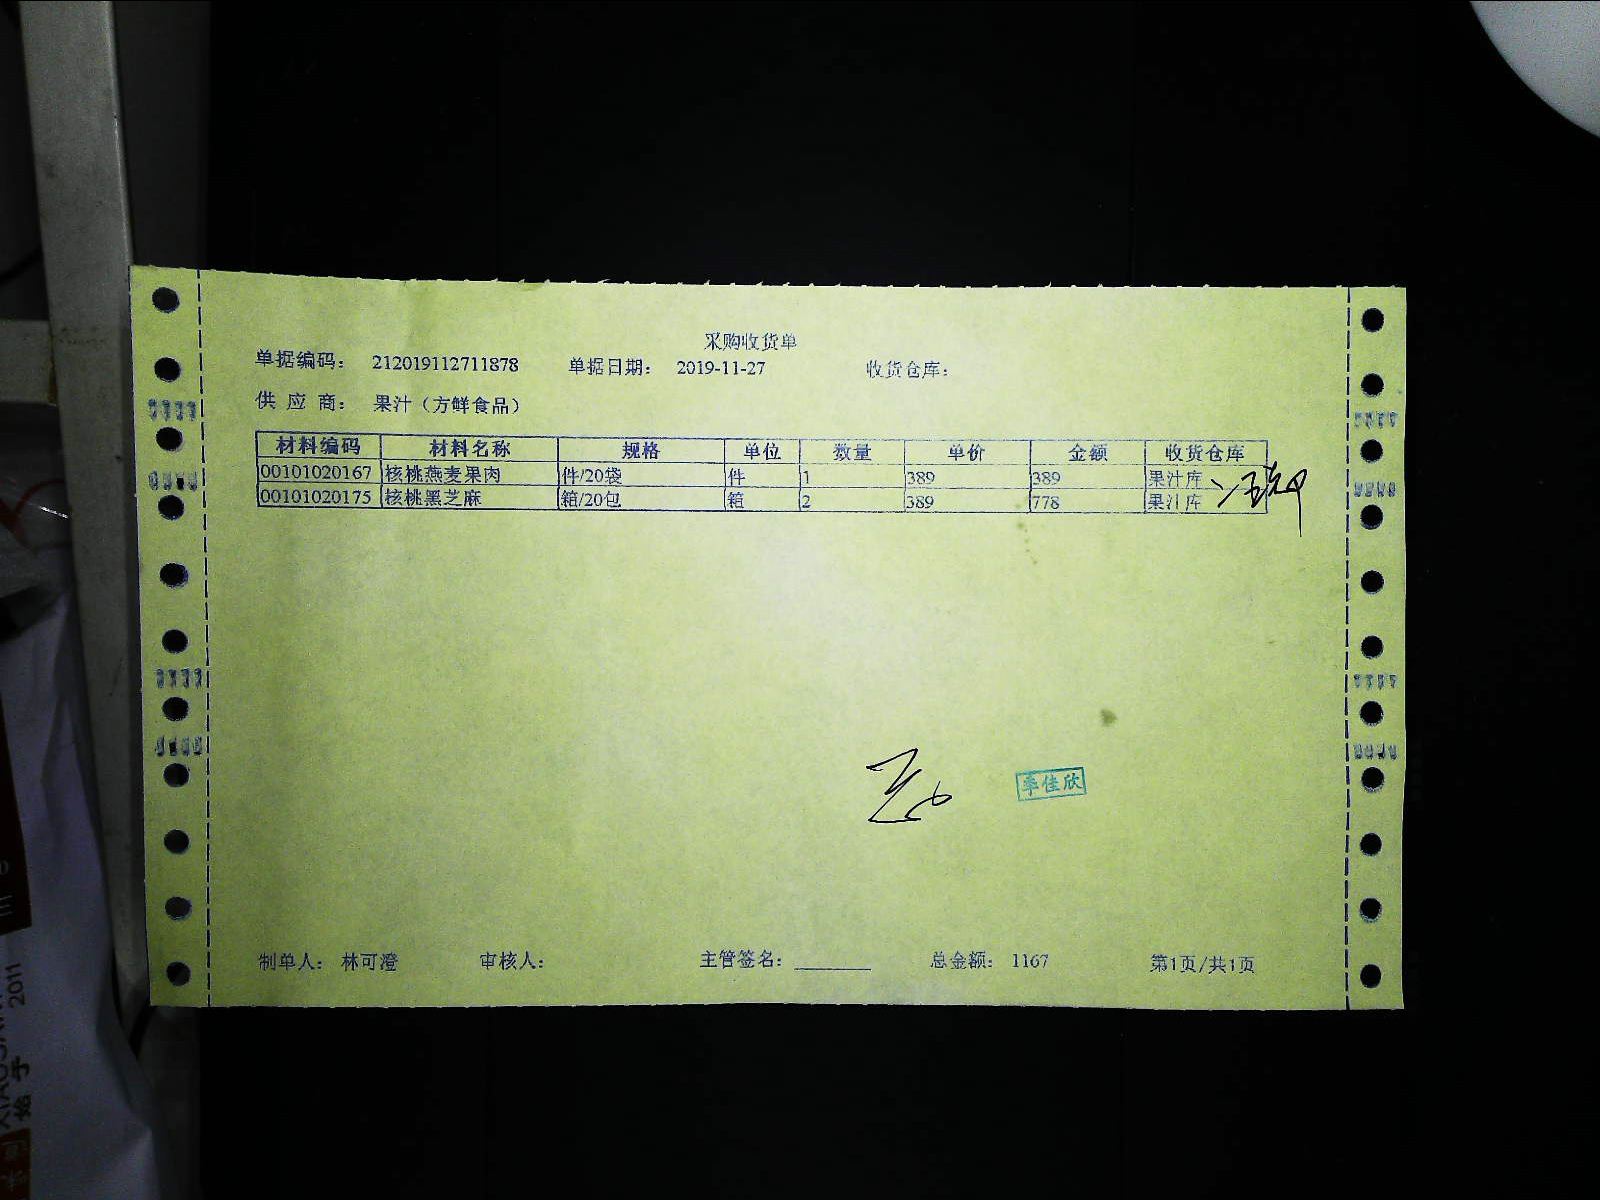 采购收货单
单据编码： 212019112711878 单据日期： 2019-11-27 收货仓库：
供 应 商： 果汁（方鲜食品）
材料编码 材料名称 规格 单位 数量 单价 金额 收货仓库
00101020167 核桃燕麦果肉 件/20袋 件 1 389 389 果汁库
00101020175 核桃黑芝麻 箱/20包 箱 2 389 778 果汁库
李佳欣
制单人： 林可澄 审核人： 主管签名： 总金额： 1167 第1页/共1页
2011